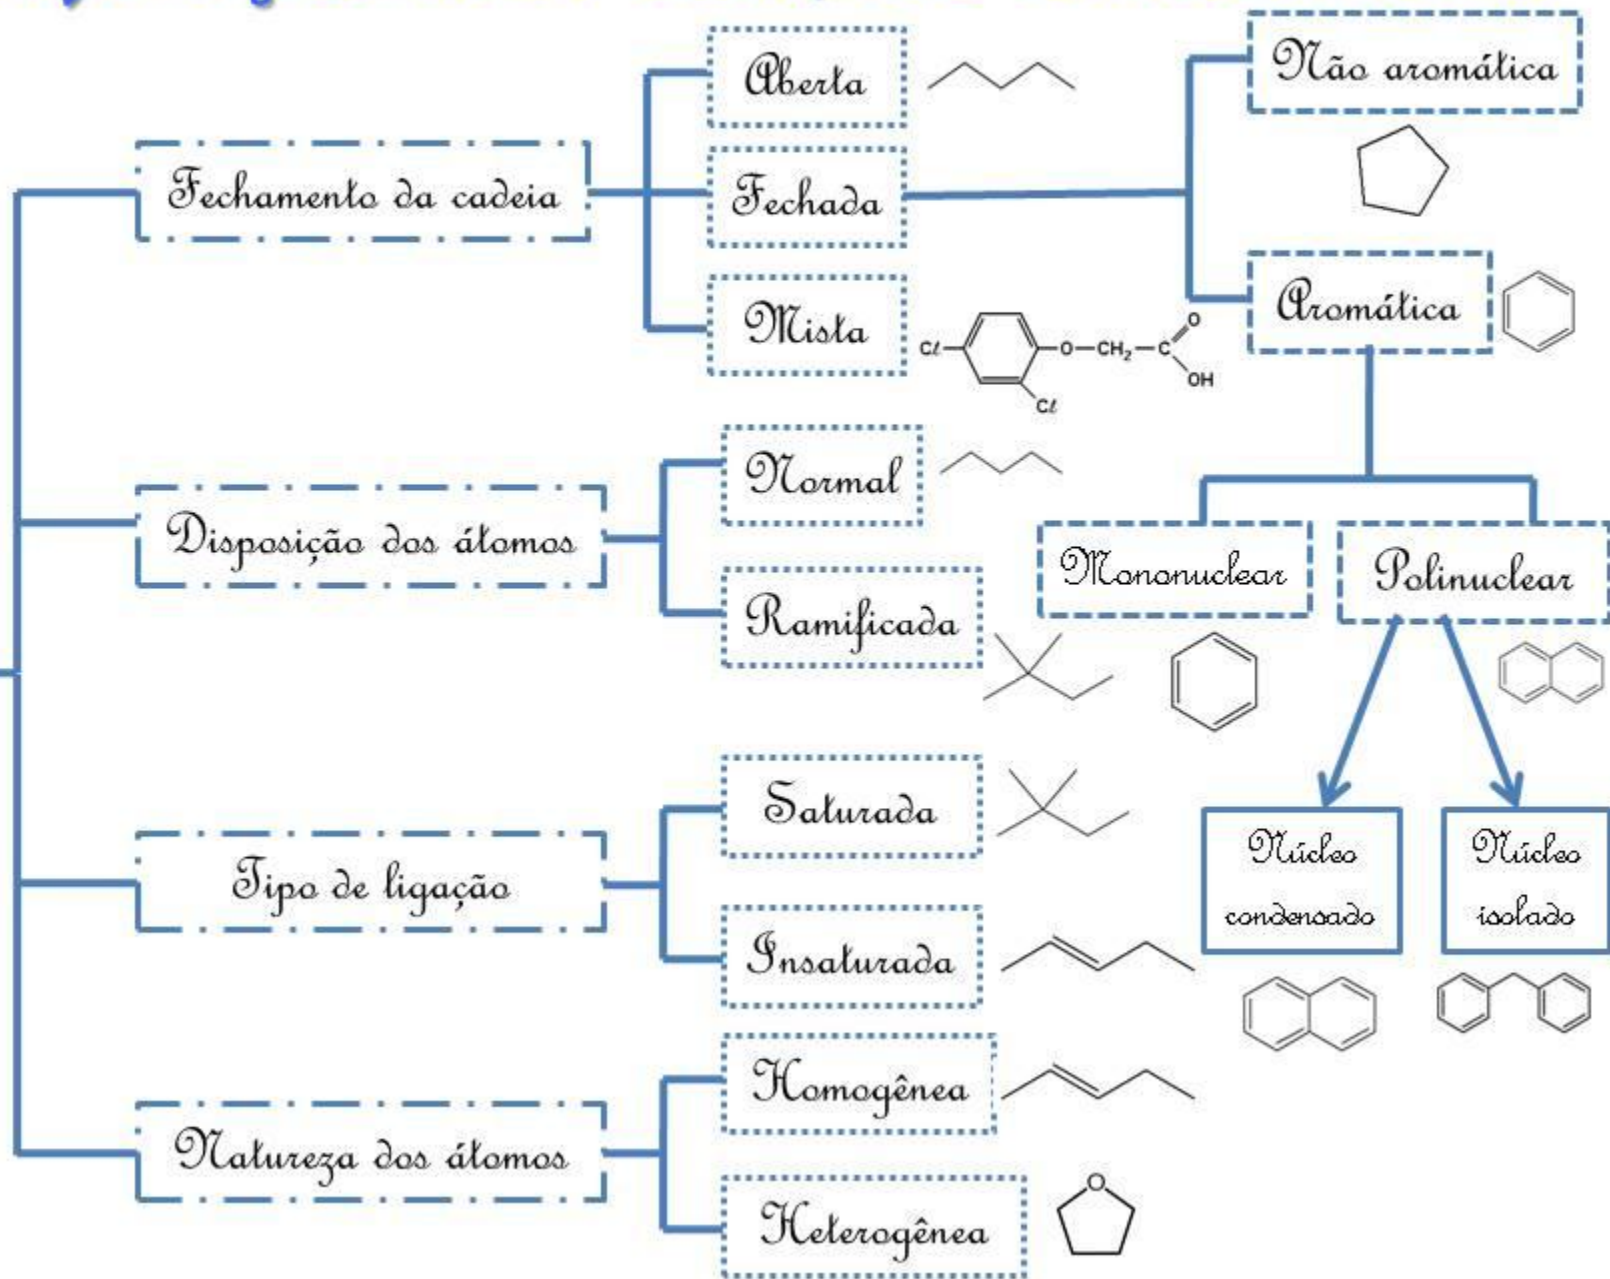 Fechamento da cadeia
Aberta
Fechada
Mista
Cl
O
CH2
C
O
OH
Cl
Não aromática
Aromática
Mononuclear
Polinuclear
Núcleo
condensado
Núcleo
isolado
Disposição dos átomos
Normal
Ramificada
Tipo de ligação
Saturada
Insaturada
Natureza dos átomos
Homogênea
Heterogênea
O